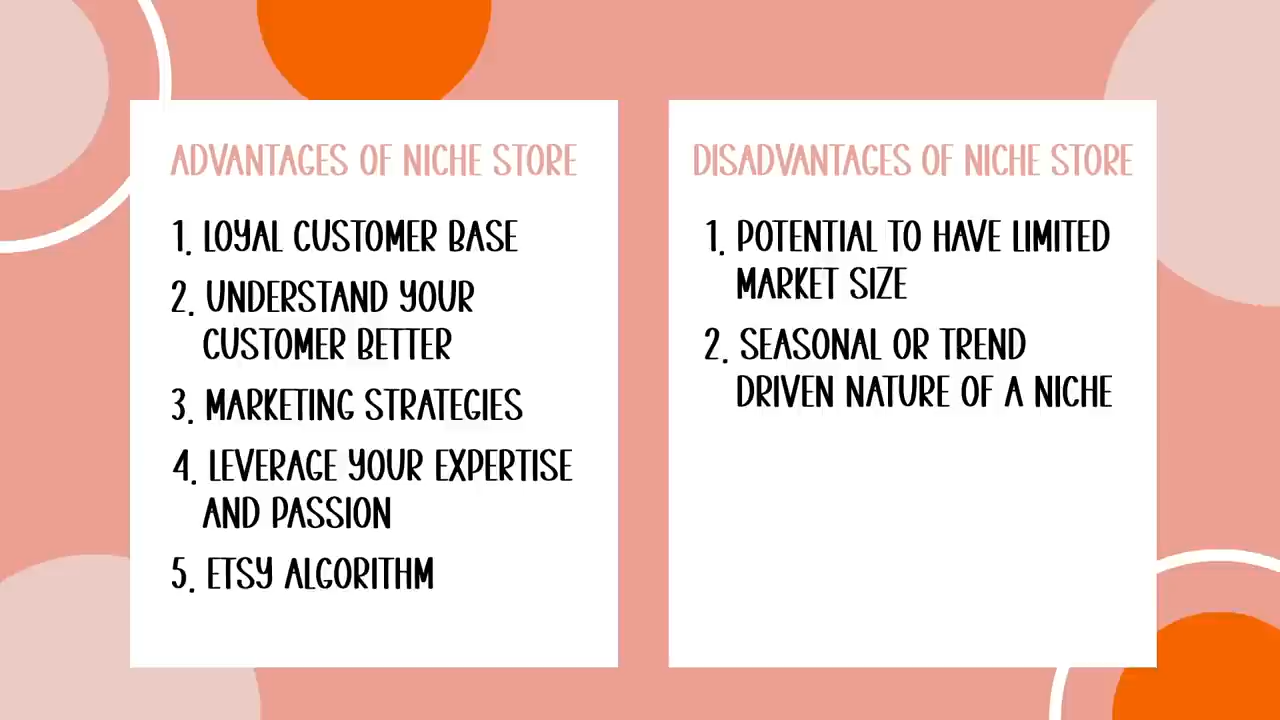 ADVANTAGES OF NICHE STORE
1. LOYAL CUSTOMER BASE
2. UNDERSTAND YOUR
CUSTOMER BETTER
3. MARKETING STRATEGIES
4. LEVERAGE YOUR EXPERTISE
AND PASSION
5. ETSY ALGORITHM
DISADVANTAGES OF NICHE STORE
1. POTENTIAL TO HAVE LIMITED
MARKET SIZE
2. SEASONAL OR TREND
DRIVEN NATURE OF A NICHE